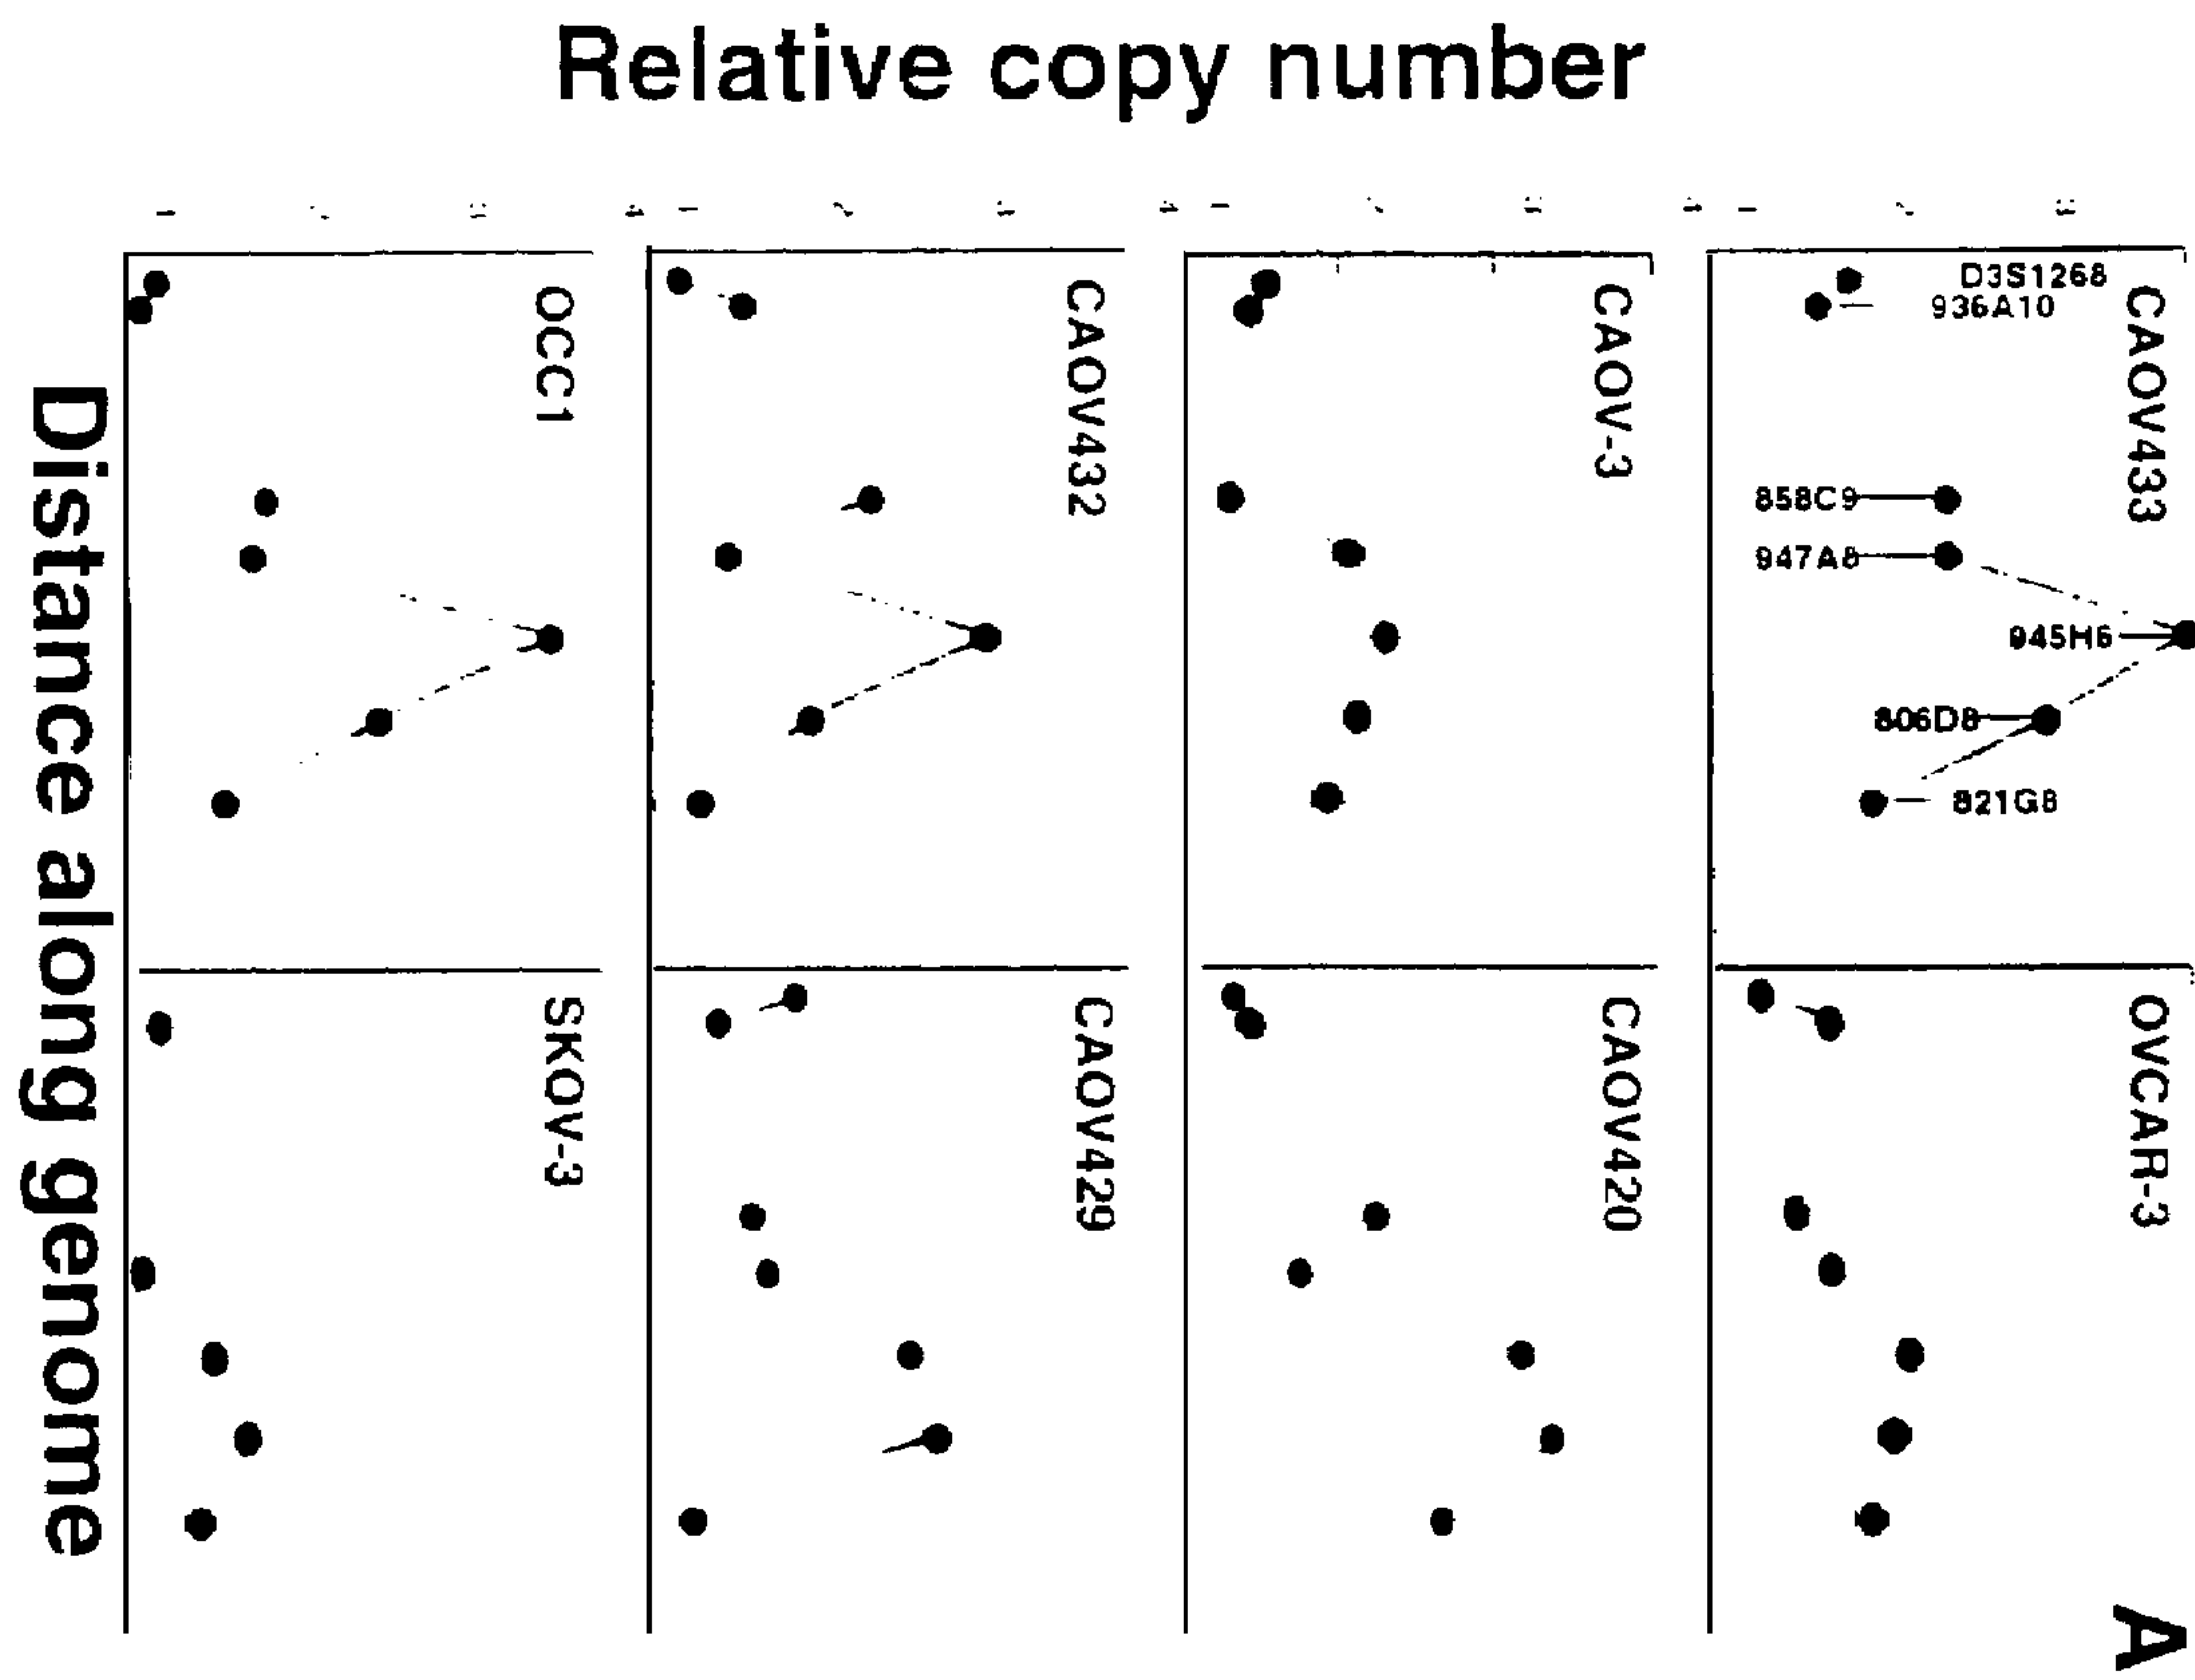 Relative copy number
A
CAOV433
D3S1268
936A10
858C9
947A8
945H6
806D8
821G8
OVCAR-3
CAOV-3
CAOV420
CAOV432
CAOV429
OCC1
SKOV-3
Distance along genome